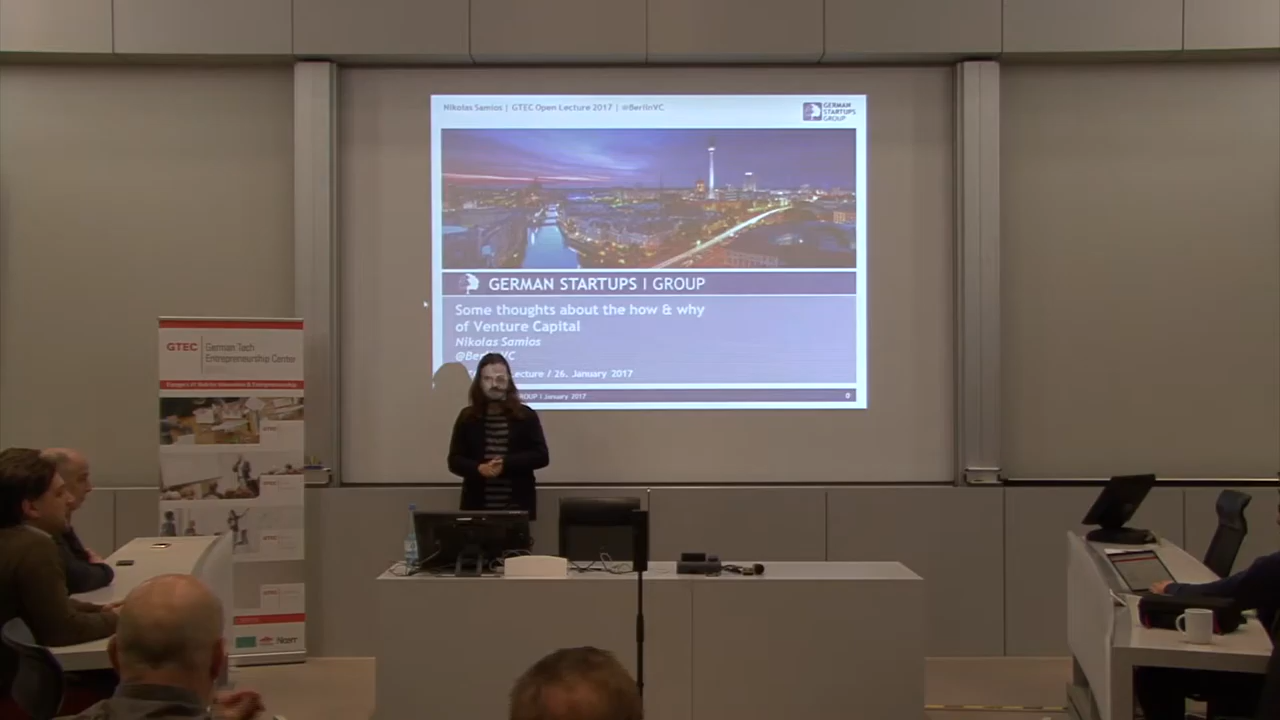 Nikolas Samios | GTEC Open Lecture 2017 | @BerlinVC
GERMAN
STARTUPS
GROUP
GERMAN STARTUPS | GROUP
Some thoughts about the how & why
of Venture Capital
Nikolas Samios
Lecture / 26. January 2017
January 2017
GTEC
German Tech
Entrepreneurship Center
Noerr